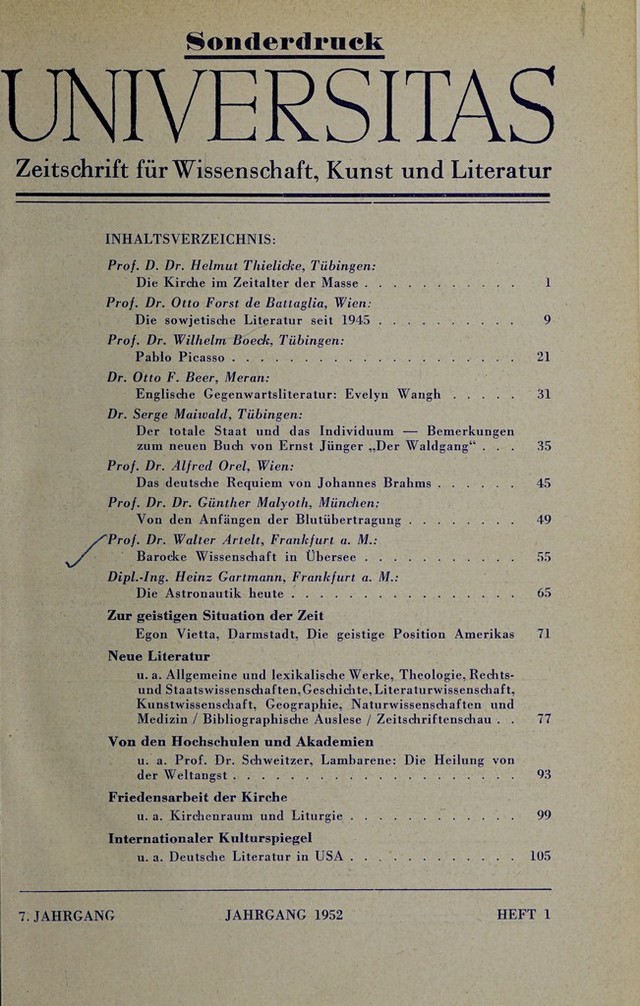 Sonderdruck
UNIVERSITAS
Zeitschrift für Wissenschaft, Kunst und Literatur
INHALTSVERZEICHNIS:
Prof. D. Dr. Helmut Thielicke, Tübingen:
Die Kirche im Zeitalter der Masse . . . . . . . . . . . 1
Prof. Dr. Otto Forst de Battaglia, Wien:
Die sowjetische Literatur seit 1945 . . . . . . . . . . 9
Prof. Dr. Wilhelm Boeck, Tübingen:
Pablo Picasso . . . . . . . . . . . . . . . . . . . . 21
Dr. Otto F. Beer, Meran:
Englische Gegenwartsliteratur: Evelyn Wangh . . . . . 31
Dr. Serge Maiwald, Tübingen:
Der totale Staat und das Individuum — Bemerkungen
zum neuen Buch von Ernst Jünger „Der Waldgang“ . . . 35
Prof. Dr. Alfred Orel, Wien:
Das deutsche Requiem von Johannes Brahms . . . . . . 45
Prof. Dr. Dr. Günther Malyoth, München:
Von den Anfängen der Blutübertragung . . . . . . . . 49
Prof. Dr. Walter Artelt, Frankfurt a. M.:
Barocke Wissenschaft in Übersee . . . . . . . . . . . 55
Dipl.-Ing. Heinz Gartmann, Frankfurt a. M.:
Die Astronautik heute . . . . . . . . . . . . . . . . 65
Zur geistigen Situation der Zeit
Egon Vietta, Darmstadt, Die geistige Position Amerikas 71
Neue Literatur
u. a. Allgemeine und lexikalische Werke, Theologie, Rechts-
und Staatswissenschaften, Geschichte, Literaturwissenschaft,
Kunstwissenschaft, Geographie, Naturwissenschaften und
Medizin / Bibliographische Auslese / Zeitschriftenschau . . 77
Von den Hochschulen und Akademien
u. a. Prof. Dr. Schweitzer, Lambarene: Die Heilung von
der Weltangst . . . . . . . . . . . . . . . . . . . . 93
Friedensarbeit der Kirche
u. a. Kirchenraum und Liturgie . . . . . . . . . . . . 99
Internationaler Kulturspiegel
u. a. Deutsche Literatur in USA . . . . . . . . . . . . 105
7. JAHRGANG JAHRGANG 1952 HEFT 1